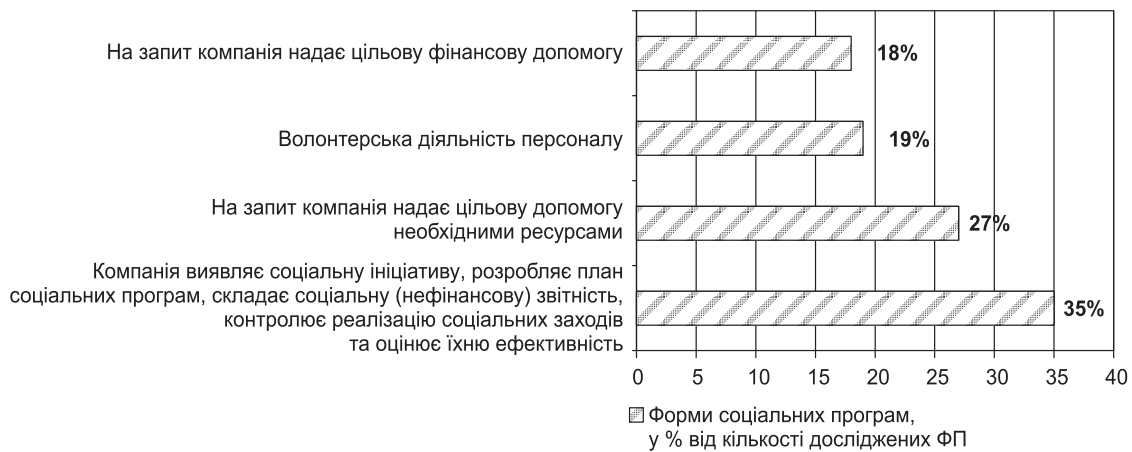 На запит компанія надає цільову фінансову допомогу
18%
Волонтерська діяльність персоналу
19%
На запит компанія надає цільову допомогу
необхідними ресурсами
27%
Компанія виявляє соціальну ініціативу, розробляє план
соціальних програм, складає соціальну (нефінансову) звітність,
контролює реалізацію соціальних заходів
та оцінює їхню ефективність
35%
0 5 10 15 20 25 30 35 40
Форми соціальних програм,
у % від кількості досліджених ФП